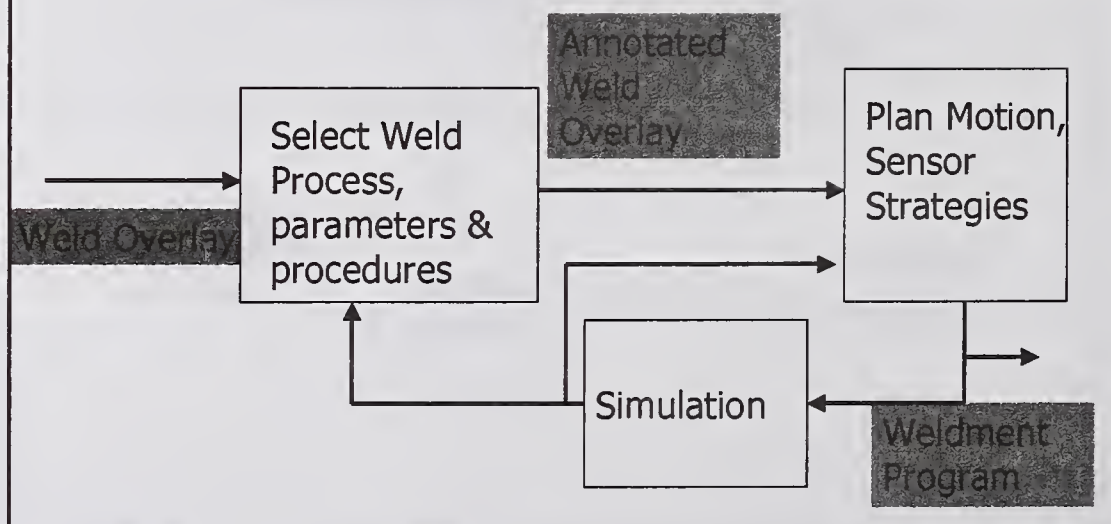 Annotated
Weld
Overlay
Select Weld
Process,
parameters &
procedures
Plan Motion,
Sensor
Strategies
Weld Overlay
Simulation
Weldment
Program